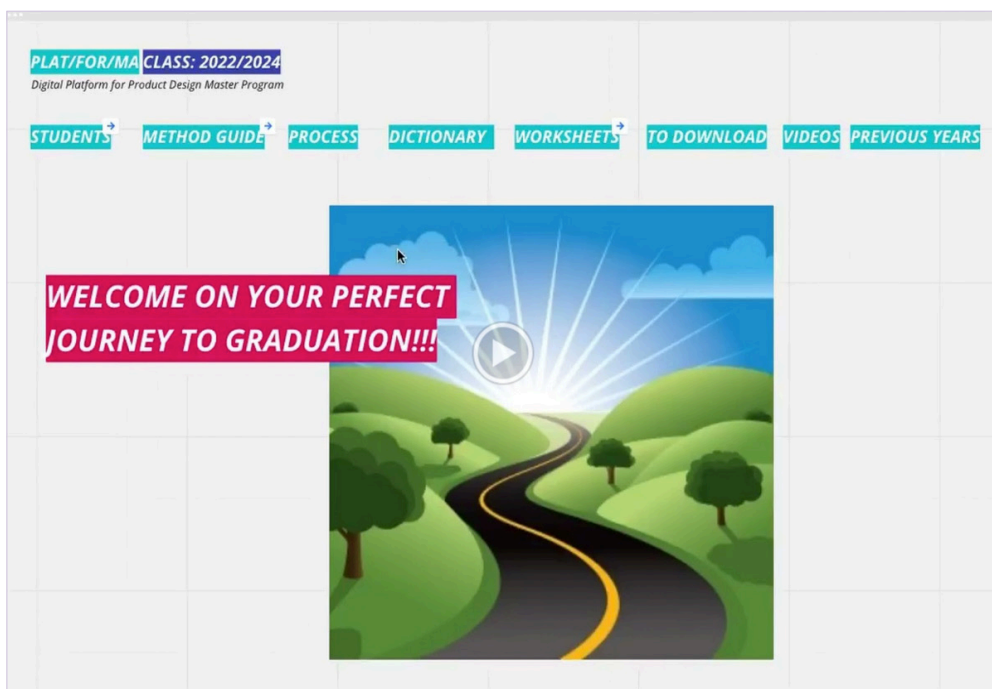 PLAT/FOR/MA CLASS: 2022/2024
Digital Platform for Product Design Master Program
STUDENTS METHOD GUIDE PROCESS DICTIONARY WORKSHEETS TO DOWNLOAD VIDEOS PREVIOUS YEARS
WELCOME ON YOUR PERFECT
JOURNEY TO GRADUATION!!!